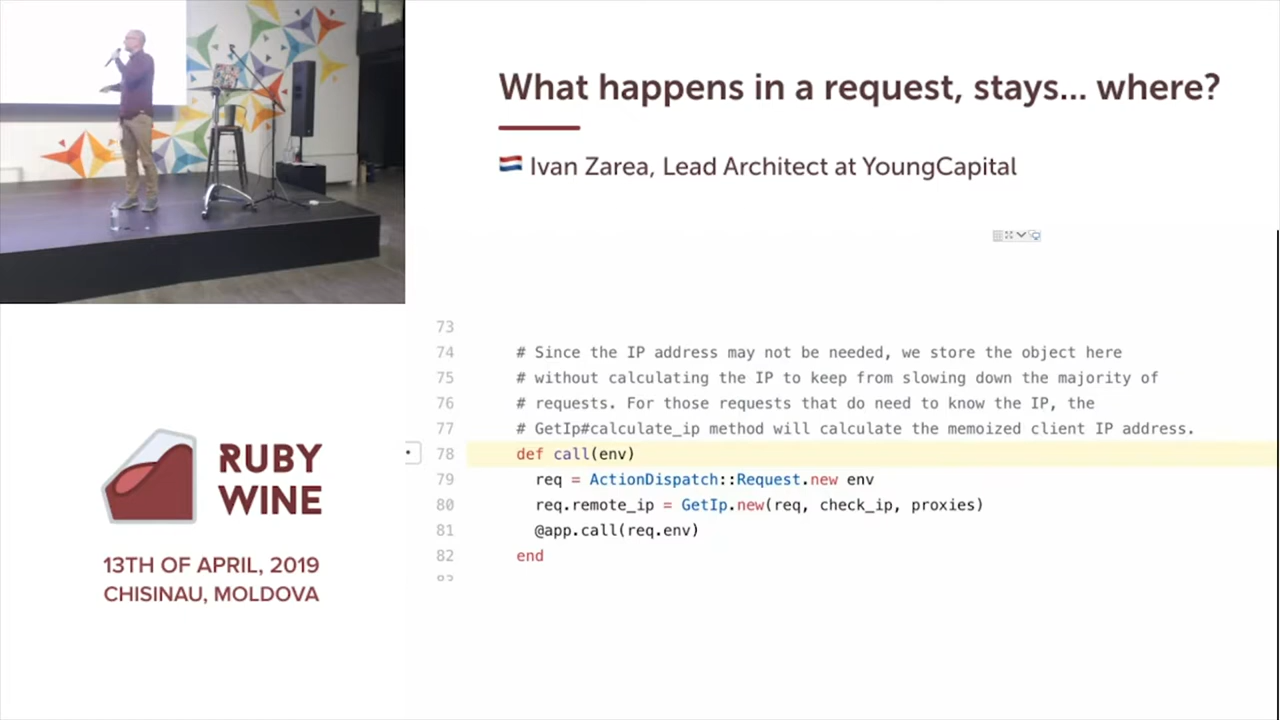 What happens in a request, stays... where?
Ivan Zarea, Lead Architect at YoungCapital
73
74 # Since the IP address may not be needed, we store the object here
75 # without calculating the IP to keep from slowing down the majority of
76 # requests. For those requests that do need to know the IP, the
77 # GetIp#calculate_ip method will calculate the memoized client IP address.
78 def call(env)
79 req = ActionDispatch::Request.new env
80 req.remote_ip = GetIp.new(req, check_ip, proxies)
81 @app.call(req.env)
82 end
RUBY
WINE
13TH OF APRIL, 2019
CHISINAU, MOLDOVA